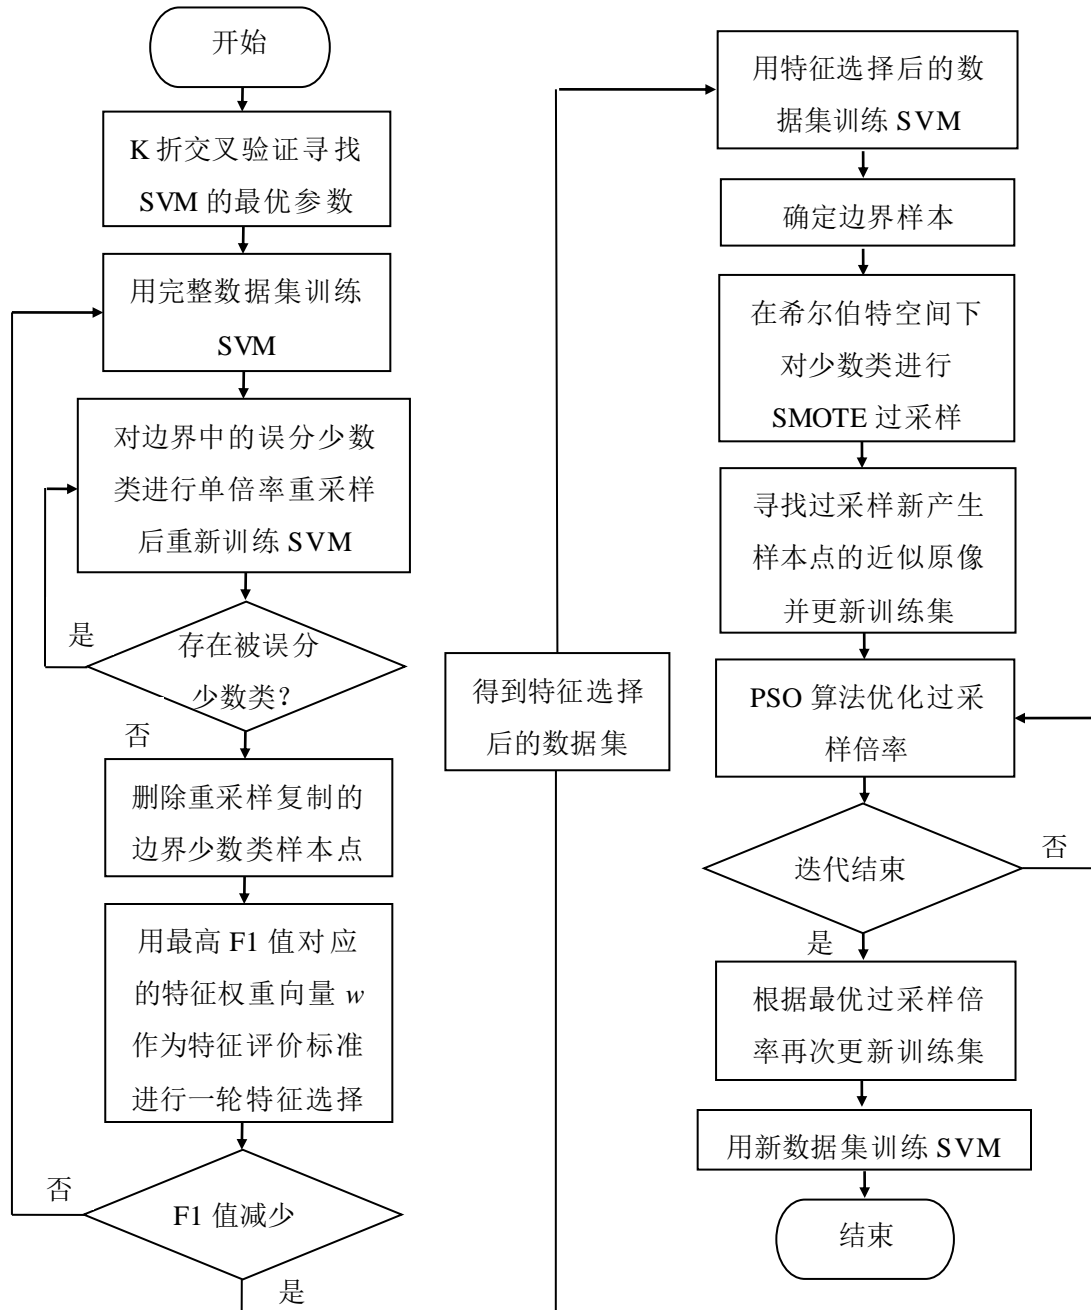 开始
K 折交叉验证寻找
SVM 的最优参数
用完整数据集训练
SVM
对边界中的误分少数
类进行单倍率重采样
后重新训练 SVM
是
存在被误分
少数类？
否
删除重采样复制的
边界少数类样本点
用最高 F1 值对应
的特征权重向量 w
作为特征评价标准
进行一轮特征选择
否
F1 值减少
是
得到特征选择
后的数据集
用特征选择后的数
据集训练 SVM
确定边界样本
在希尔伯特空间下
对少数类进行
SMOTE 过采样
寻找过采样新产生
样本点的近似原像
并更新训练集
PSO 算法优化过采
样倍率
迭代结束
否
是
根据最优过采样倍
率再次更新训练集
用新数据集训练 SVM
结束